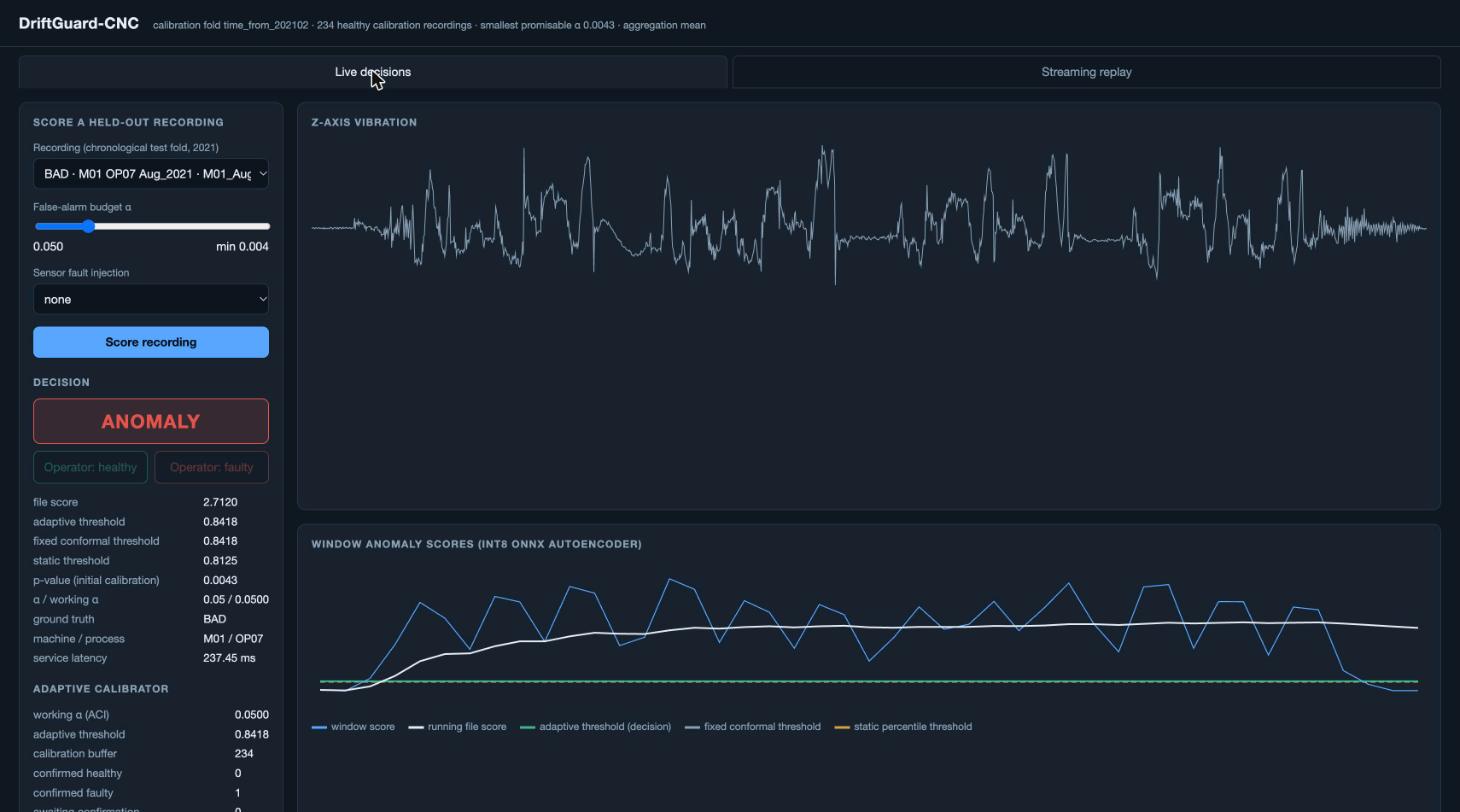 DriftGuard-CNC calibration fold time_from_202102 · 234 healthy calibration recordings · smallest promisable α 0.0043 · aggregation mean
Live decisions
Streaming replay
SCORE A HELD-OUT RECORDING
Recording (chronological test fold, 2021)
BAD · M01 OP07 Aug_2021 · M01_Aug
False-alarm budget α
0.050 min 0.004
Sensor fault injection
none
Score recording
DECISION
ANOMALY
Operator: healthy Operator: faulty
file score 2.7120
adaptive threshold 0.8418
fixed conformal threshold 0.8418
static threshold 0.8125
p-value (initial calibration) 0.0043
α / working α 0.05 / 0.0500
ground truth BAD
machine / process M01 / OP07
service latency 237.45 ms
ADAPTIVE CALIBRATOR
working α (ACI) 0.0500
adaptive threshold 0.8418
calibration buffer 234
confirmed healthy 0
confirmed faulty 1
awaiting confirmation 0
Z-AXIS VIBRATION
WINDOW ANOMALY SCORES (INT8 ONNX AUTOENCODER)
window score running file score adaptive threshold (decision) fixed conformal threshold static percentile threshold